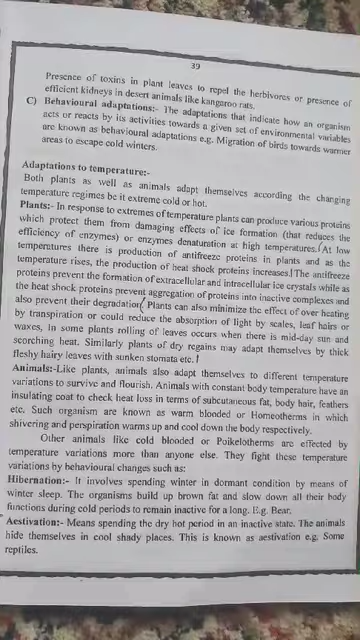 39
Presence of toxins in plant leaves to repel the herbivores or presence of
efficient kidneys in desert animals like kangaroo rats.
C) Behavioural adaptations:- The adaptations that indicate how an organism
acts or reacts by its activities towards a given set of environmental variables
are known as behavioural adaptations e.g. Migration of birds towards warmer
areas to escape cold winters.
Adaptations to temperature:-
Both plants as well as animals adapt themselves according the changing
temperature regimes be it extreme cold or hot.
Plants:- In response to extremes of temperature plants can produce various proteins
which protect them from damaging effects of ice formation (that reduces the
efficiency of enzymes) or enzymes denaturation at high temperatures. At low
temperatures there is production of antifreeze proteins in plants and as the
temperature rises, the production of heat shock proteins increases. The antifreeze
proteins prevent the formation of extracellular and intracellular ice crystals while as
the heat shock proteins prevent aggregation of proteins into inactive complexes and
also prevent their degradation. Plants can also minimize the effect of over heating
by transpiration or could reduce the absorption of light by scales, leaf hairs or
waxes, In some plants rolling of leaves occurs when there is mid-day sun and
scorching heat. Similarly plants of dry regains may adapt themselves by thick
fleshy hairy leaves with sunken stomata etc.
Animals:-Like plants, animals also adapt themselves to different temperature
variations to survive and flourish. Animals with constant body temperature have an
insulating coat to check heat loss in terms of subcutaneous fat, body hair, feathers
etc. Such organism are known as warm blooded or Homeotherms in which
shivering and perspiration warms up and cool down the body respectively.
Other animals like cold blooded or Poikelotherms are effected by
temperature variations more than anyone else. They fight these temperature
variations by behavioural changes such as:
Hibernation:- It involves spending winter in dormant condition by means of
winter sleep. The organisms build up brown fat and slow down all their body
functions during cold periods to remain inactive for a long. E.g. Bear.
Aestivation:- Means spending the dry hot period in an inactive state. The animals
hide themselves in cool shady places. This is known as aestivation e.g. Some
reptiles.